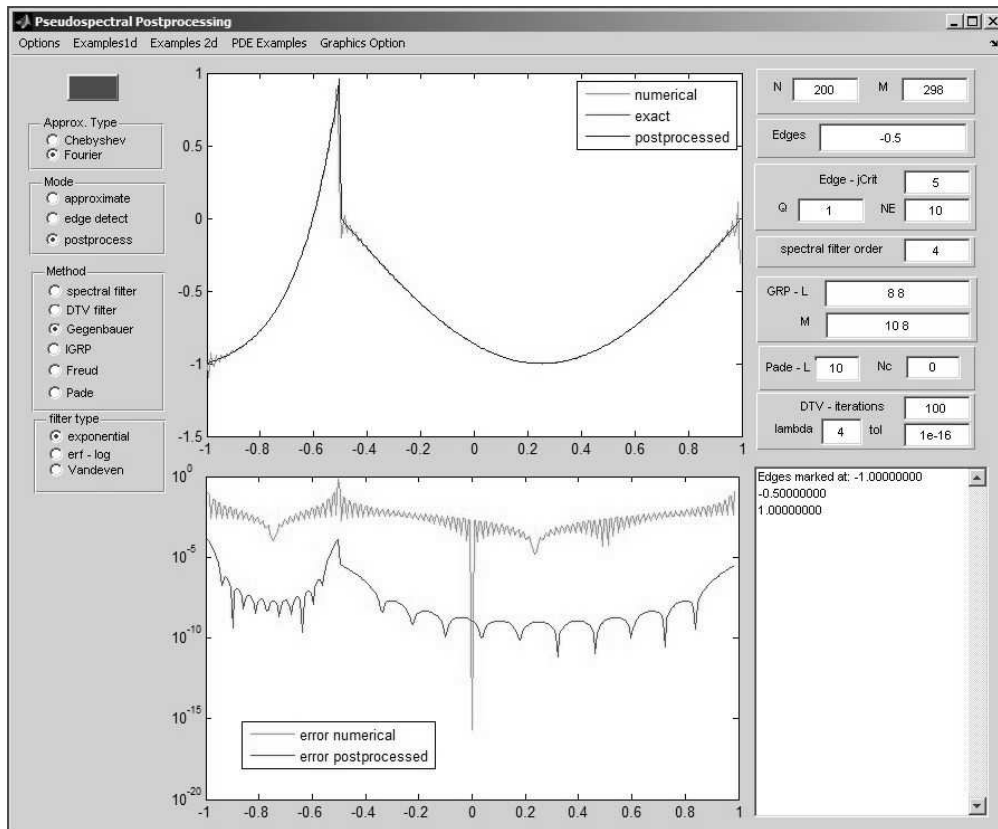 Pseudospectral Postprocessing
Options Examples1d Examples 2d PDE Examples Graphics Option
Approx. Type
Chebyshev
Fourier
Mode
approximate
edge detect
postprocess
Method
spectral filter
DTV filter
Gegenbauer
IGRP
Freud
Pade
filter type
exponential
erf - log
Vandeven
1
0.5
0
-0.5
-1
-1.5
-1 -0.8 -0.6 -0.4 -0.2 0 0.2 0.4 0.6 0.8 1
numerical
exact
postprocessed
10^0
10^-5
10^-10
10^-15
10^-20
-1 -0.8 -0.6 -0.4 -0.2 0 0.2 0.4 0.6 0.8 1
error numerical
error postprocessed
N 200 M 298
Edges -0.5
Edge - jCrit 5
Q 1 NE 10
spectral filter order 4
GRP - L 8 8
M 10 8
Pade - L 10 Nc 0
DTV - iterations 100
lambda 4 tol 1e-16
Edges marked at: -1.00000000
-0.50000000
1.00000000